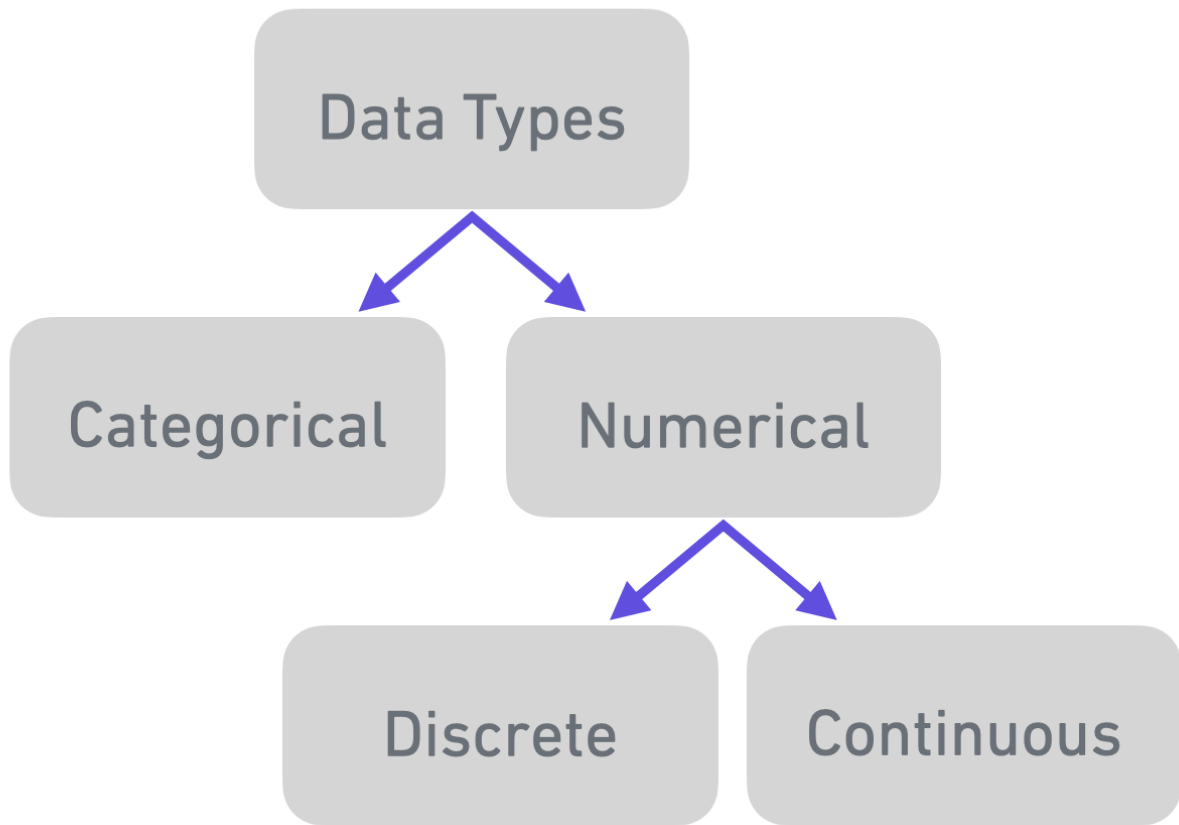 Data Types
Categorical
Numerical
Discrete
Continuous